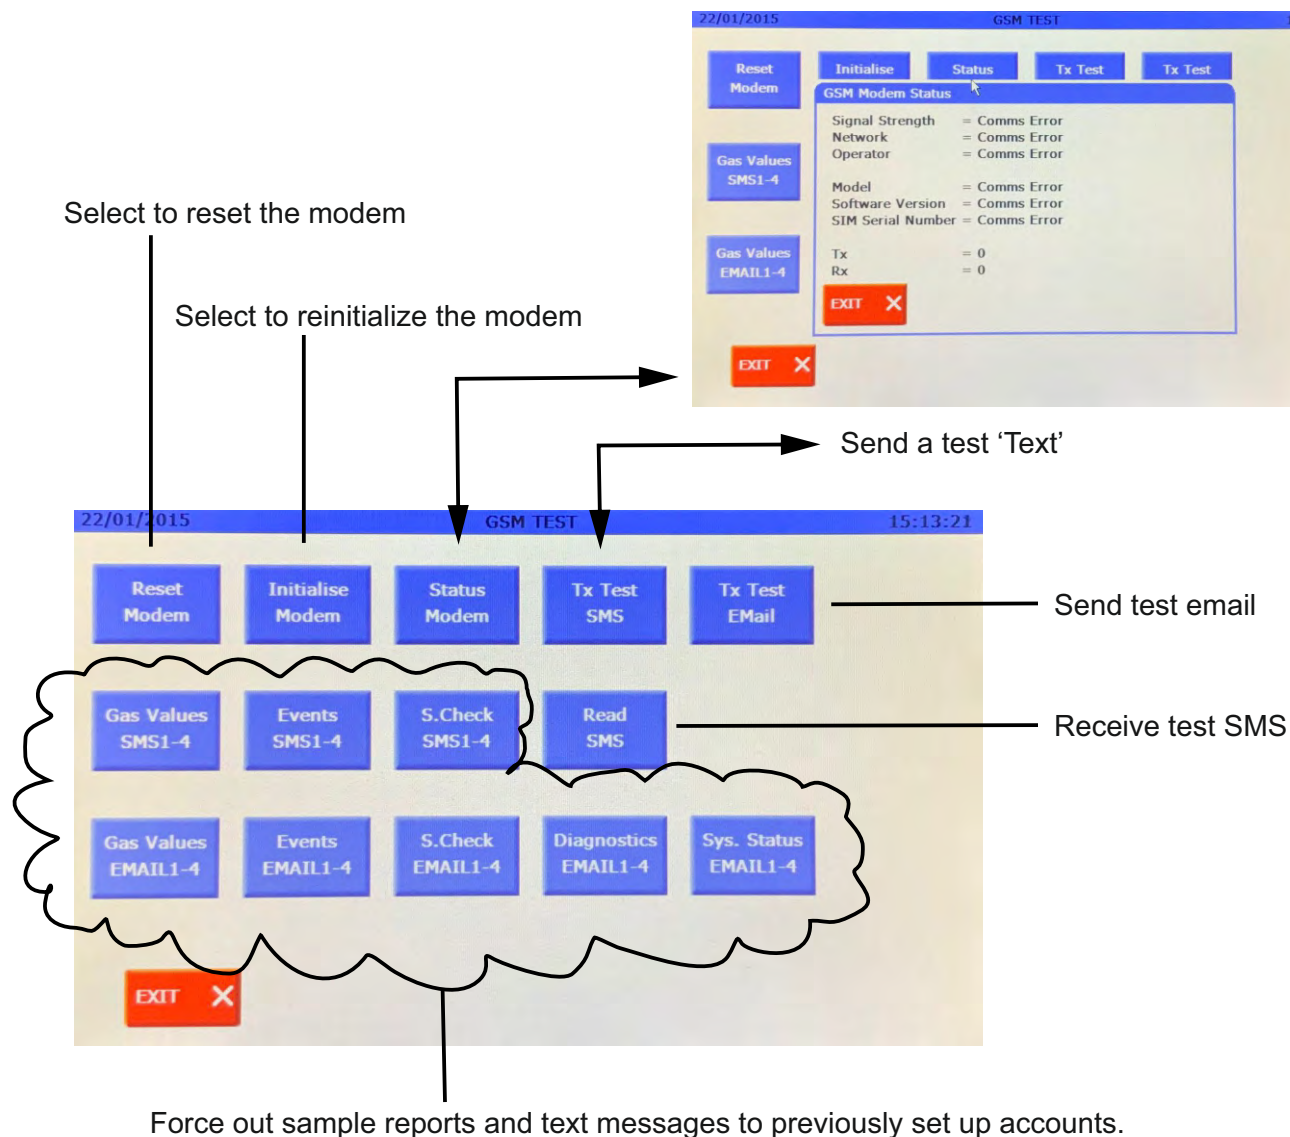 22/01/2015 GSM TEST
Reset
Modem
Initialise
Status
Tx Test
Tx Test
GSM Modem Status
Signal Strength = Comms Error
Network = Comms Error
Operator = Comms Error
Model = Comms Error
Software Version = Comms Error
SIM Serial Number = Comms Error
Tx = 0
Rx = 0
EXIT X
Gas Values
SMS1-4
Gas Values
EMAIL1-4
EXIT X
Select to reset the modem
Select to reinitialize the modem
Send a test ‘Text’
22/01/2015 GSM TEST 15:13:21
Reset
Modem
Initialise
Modem
Status
Modem
Tx Test
SMS
Tx Test
EMail
Send test email
Gas Values
SMS1-4
Events
SMS1-4
S.Check
SMS1-4
Read
SMS
Receive test SMS
Gas Values
EMAIL1-4
Events
EMAIL1-4
S.Check
EMAIL1-4
Diagnostics
EMAIL1-4
Sys. Status
EMAIL1-4
EXIT X
Force out sample reports and text messages to previously set up accounts.